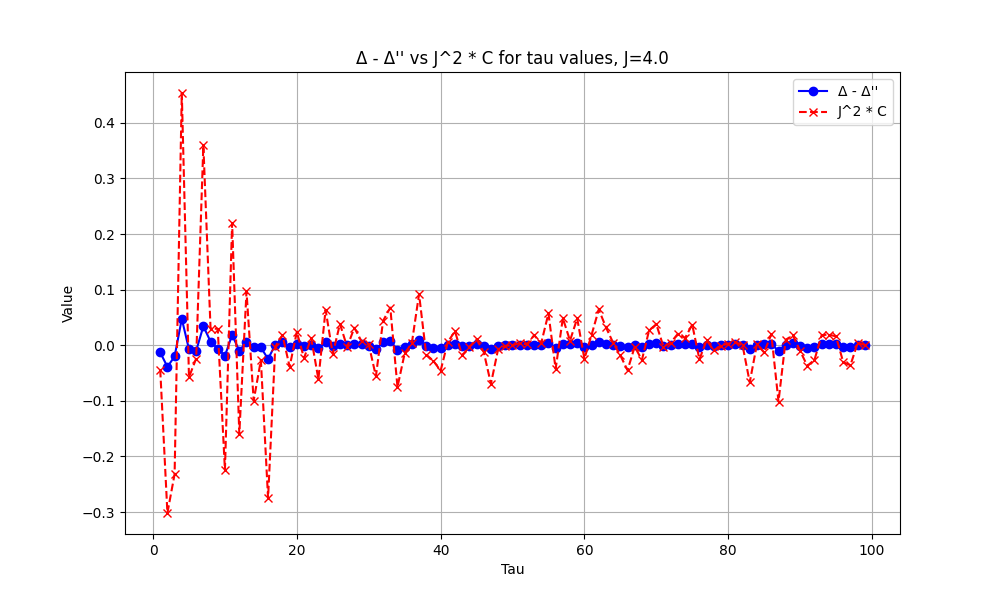 Δ - Δ'' vs J^2 * C for tau values, J=4.0
Δ - Δ''
J^2 * C
Value
0.4
0.3
0.2
0.1
0.0
−0.1
−0.2
−0.3
0 20 40 60 80 100
Tau